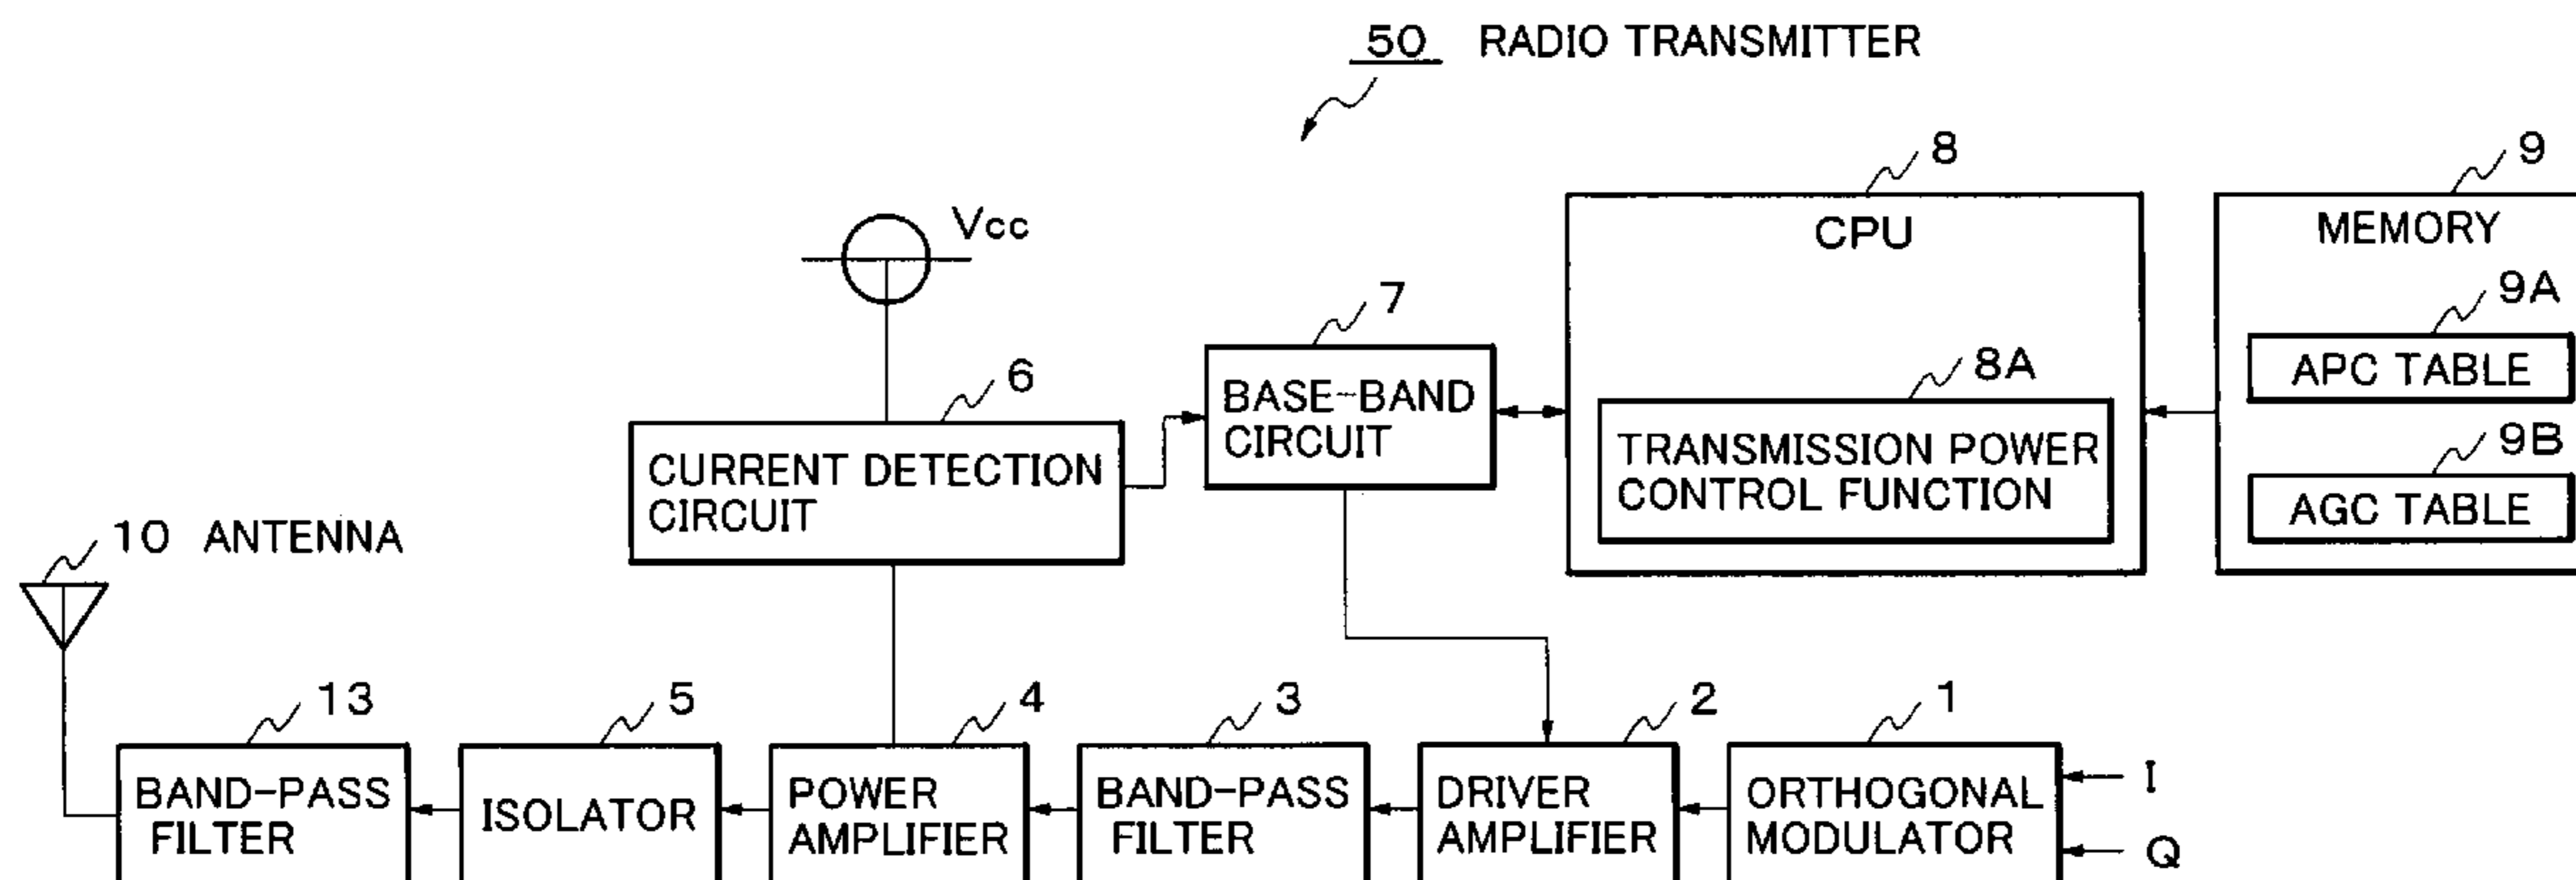 50 RADIO TRANSMITTER
8
9
Vcc
CPU
MEMORY
7
9A
6
BASE-BAND
CIRCUIT
8A
APC TABLE
CURRENT DETECTION
CIRCUIT
TRANSMISSION POWER
CONTROL FUNCTION
9B
AGC TABLE
10 ANTENNA
13
5
4
3
2
1
BAND-PASS
FILTER
ISOLATOR
POWER
AMPLIFIER
BAND-PASS
FILTER
DRIVER
AMPLIFIER
ORTHOGONAL
MODULATOR
I
Q